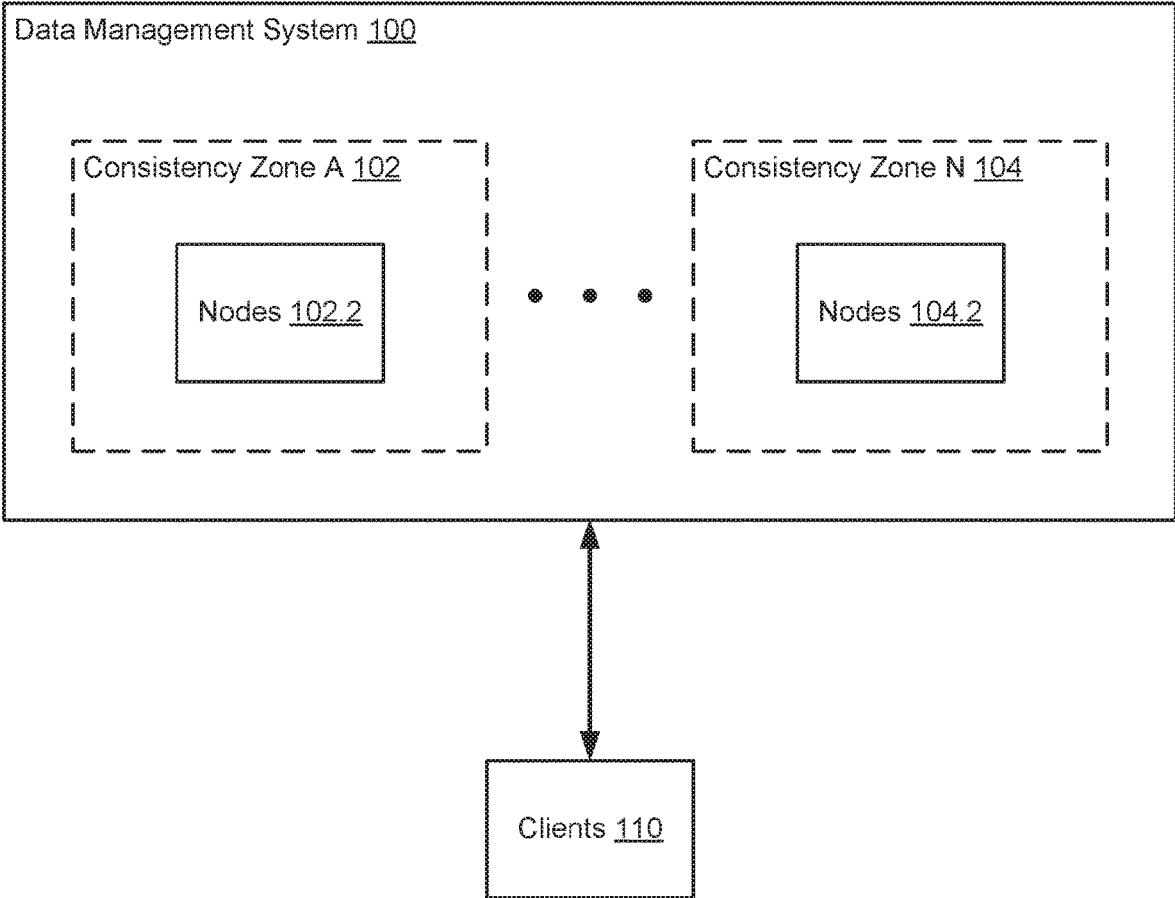 Data Management System 100
Consistency Zone A 102
Consistency Zone N 104
Nodes 102.2
Nodes 104.2
Clients 110